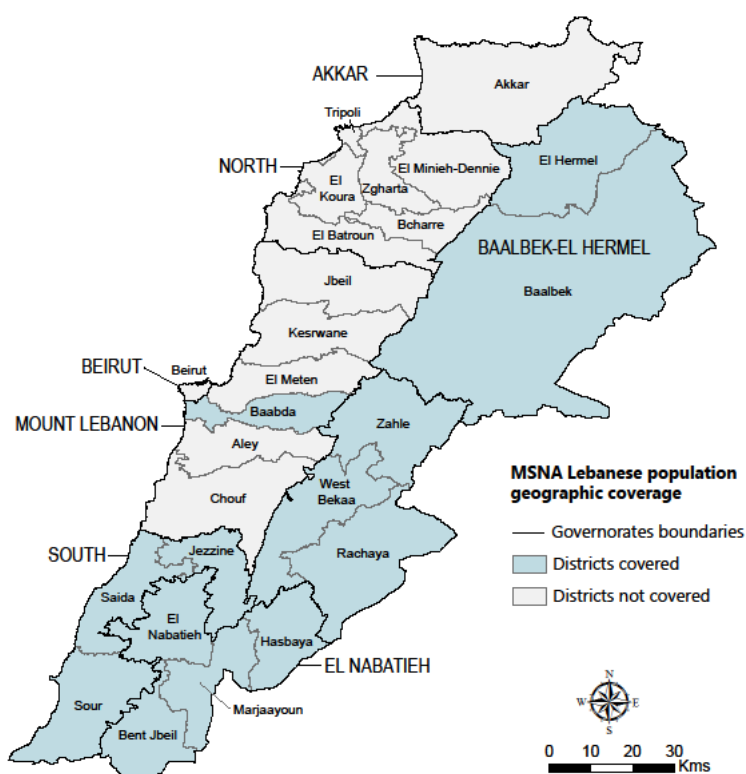 AKKAR
Akkar
Tripoli
NORTH
El Minieh-Dennie
El Hermel
El
Koura
Zgharta
Bcharre
El Batroun
BAALBEK-EL HERMEL
Jbeil
Baalbek
Kesrwane
BEIRUT
Beirut
El Meten
MOUNT LEBANON
Baabda
Zahle
Aley
West
Bekaa
Chouf
MSNA Lebanese population
geographic coverage
Governorates boundaries
Districts covered
Districts not covered
SOUTH
Jezzine
Rachaya
Saida
El
Nabatieh
Hasbaya
EL NABATIEH
Sour
Marjaayoun
Bent Jbeil
N
W
E
S
0 10 20 30
Kms